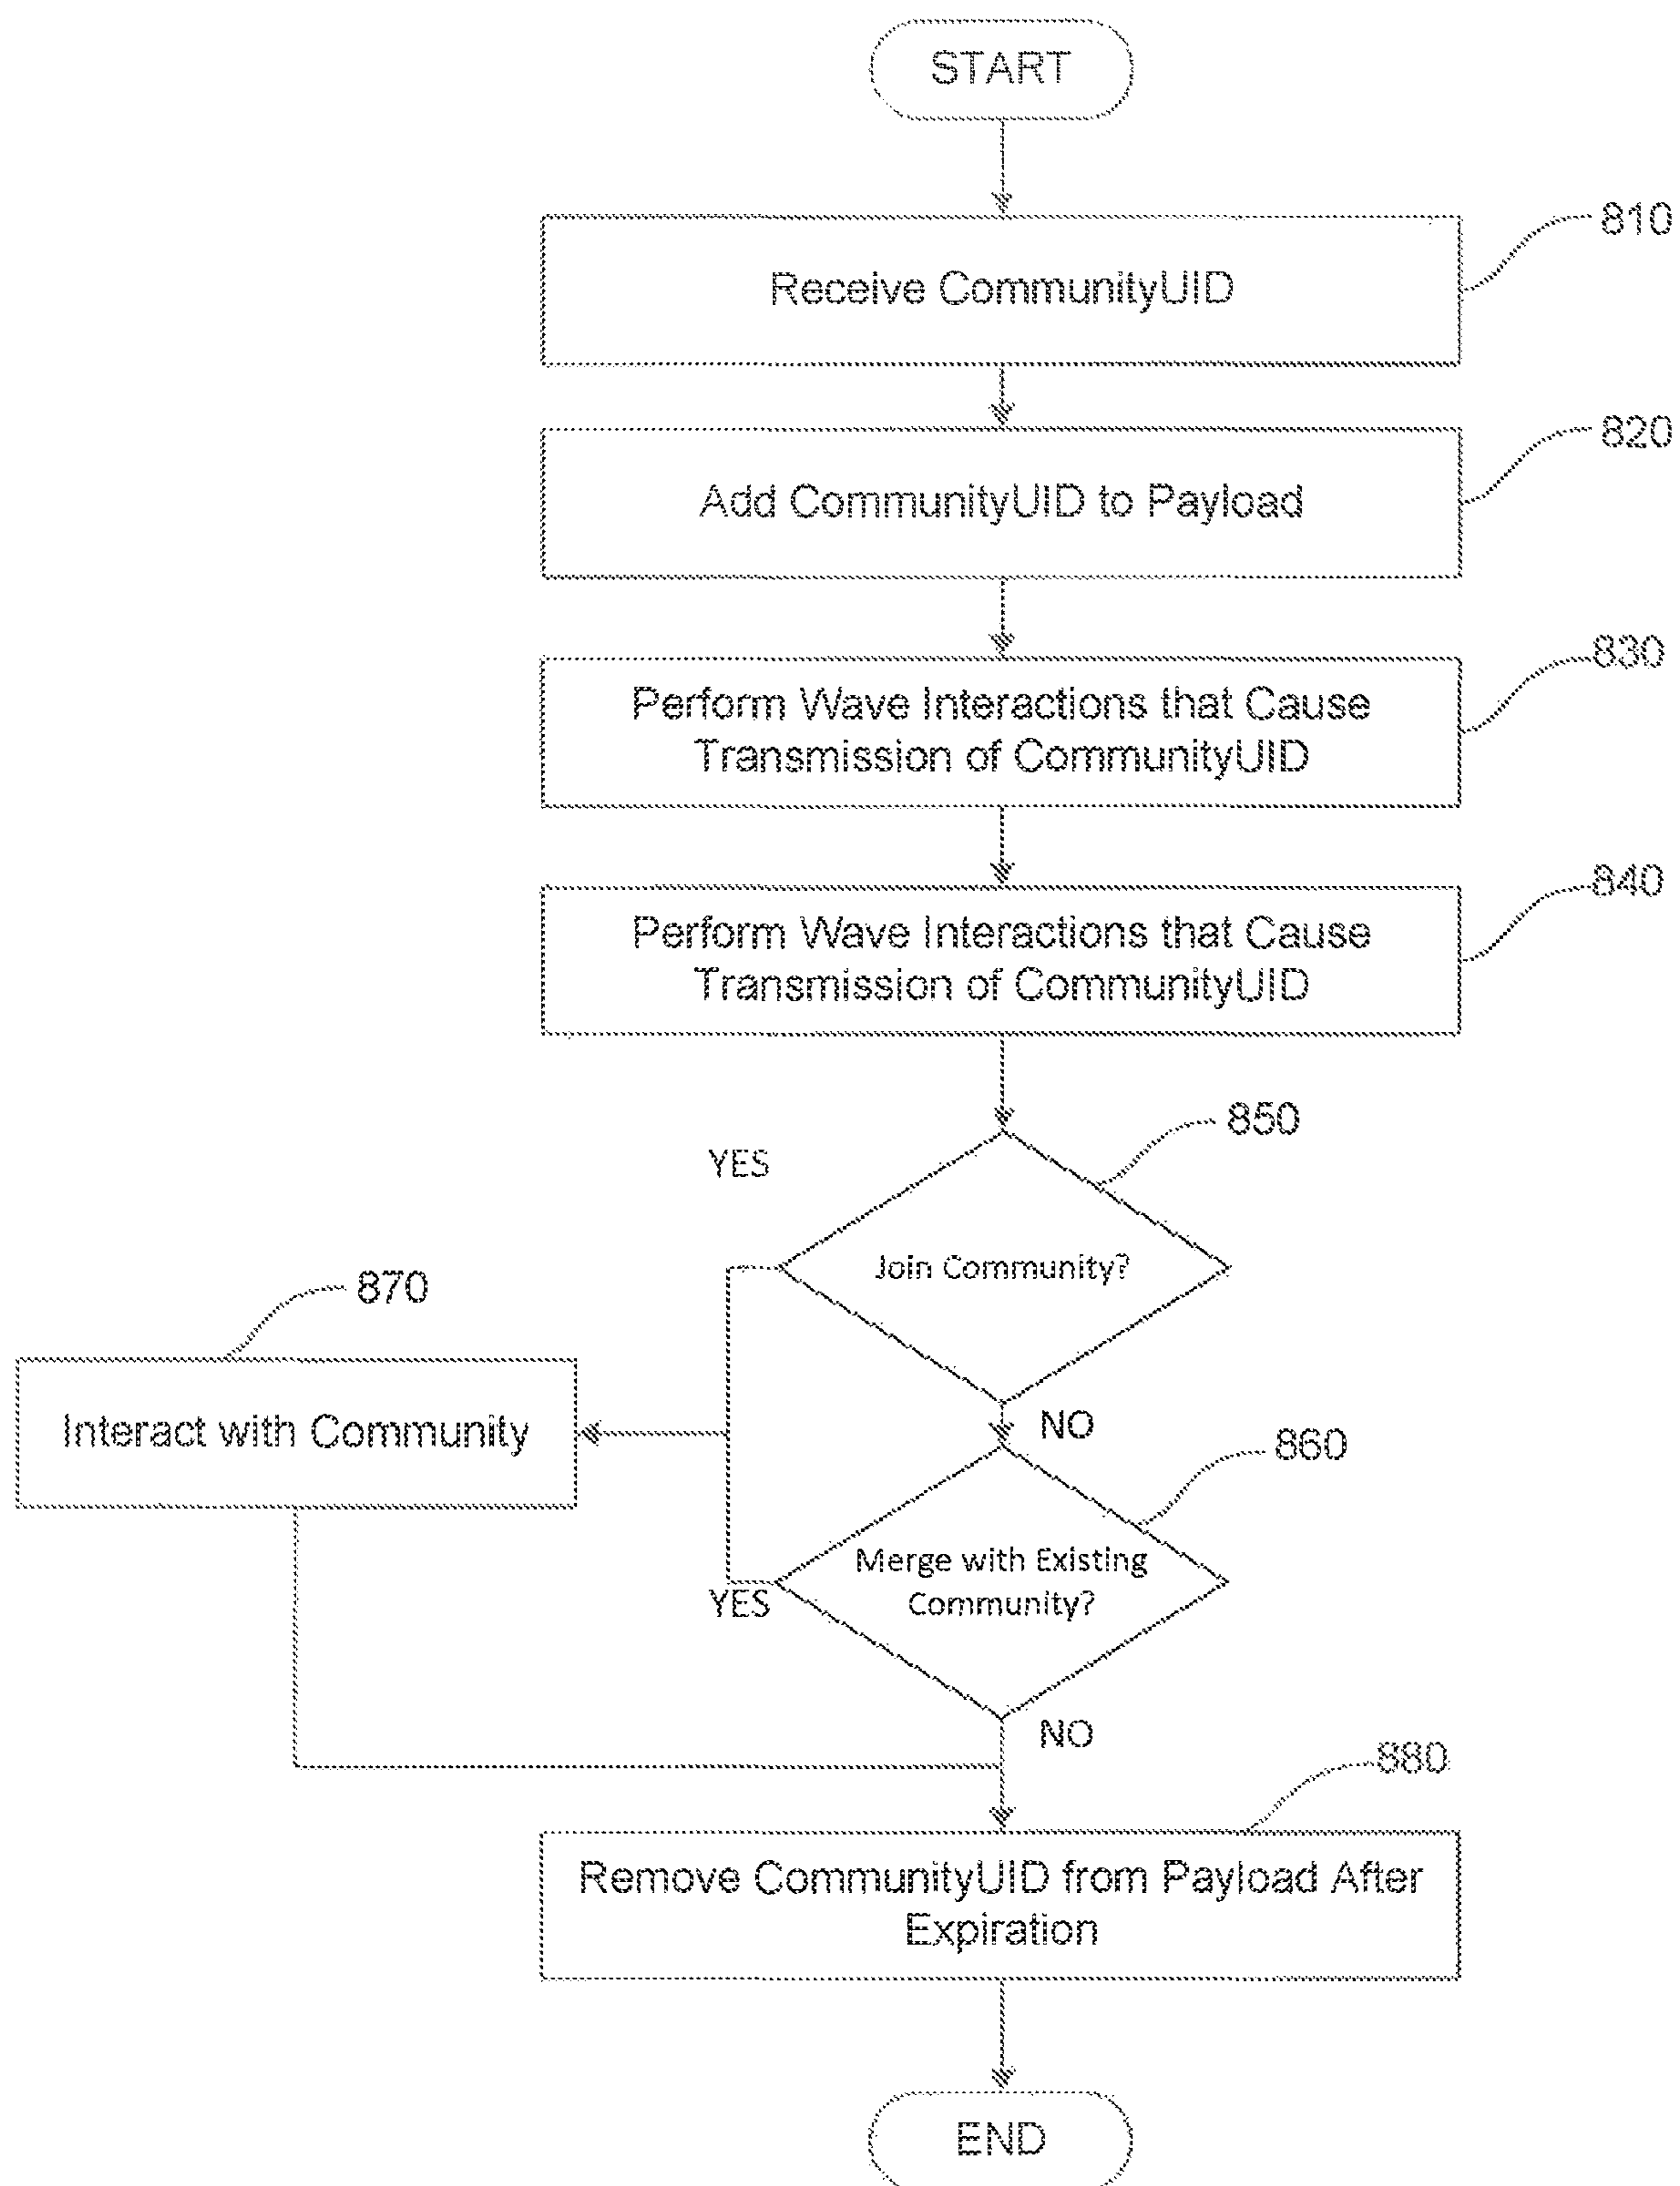 START
810
Receive CommunityUID
820
Add CommunityUID to Payload
830
Perform Wave Interactions that Cause
Transmission of CommunityUID
840
Perform Wave Interactions that Cause
Transmission of CommunityUID
850
YES
Join Community?
870
Interact with Community
NO
860
Merge with Existing
Community?
YES
NO
880
Remove CommunityUID from Payload After
Expiration
END